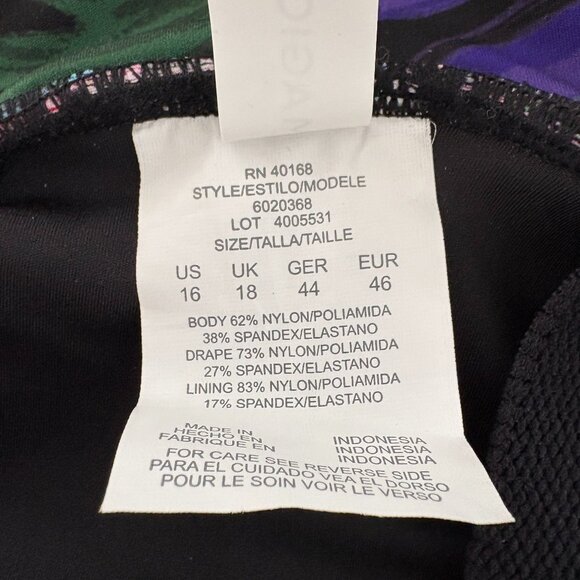 MAGIC
RN 40168
STYLE/ESTILO/MODELE
6020368
LOT 4005531
SIZE/TALLA/TAILLE
US UK GER EUR
16 18 44 46
BODY 62% NYLON/POLIAMIDA
38% SPANDEX/ELASTANO
DRAPE 73% NYLON/POLIAMIDA
27% SPANDEX/ELASTANO
LINING 83% NYLON/POLIAMIDA
17% SPANDEX/ELASTANO
MADE IN INDONESIA
HECHO EN INDONESIA
FABRIQUE EN INDONESIA
FOR CARE SEE REVERSE SIDE
PARA EL CUIDADO VEA EL DORSO
POUR LE SOIN VOIR LE VERSO